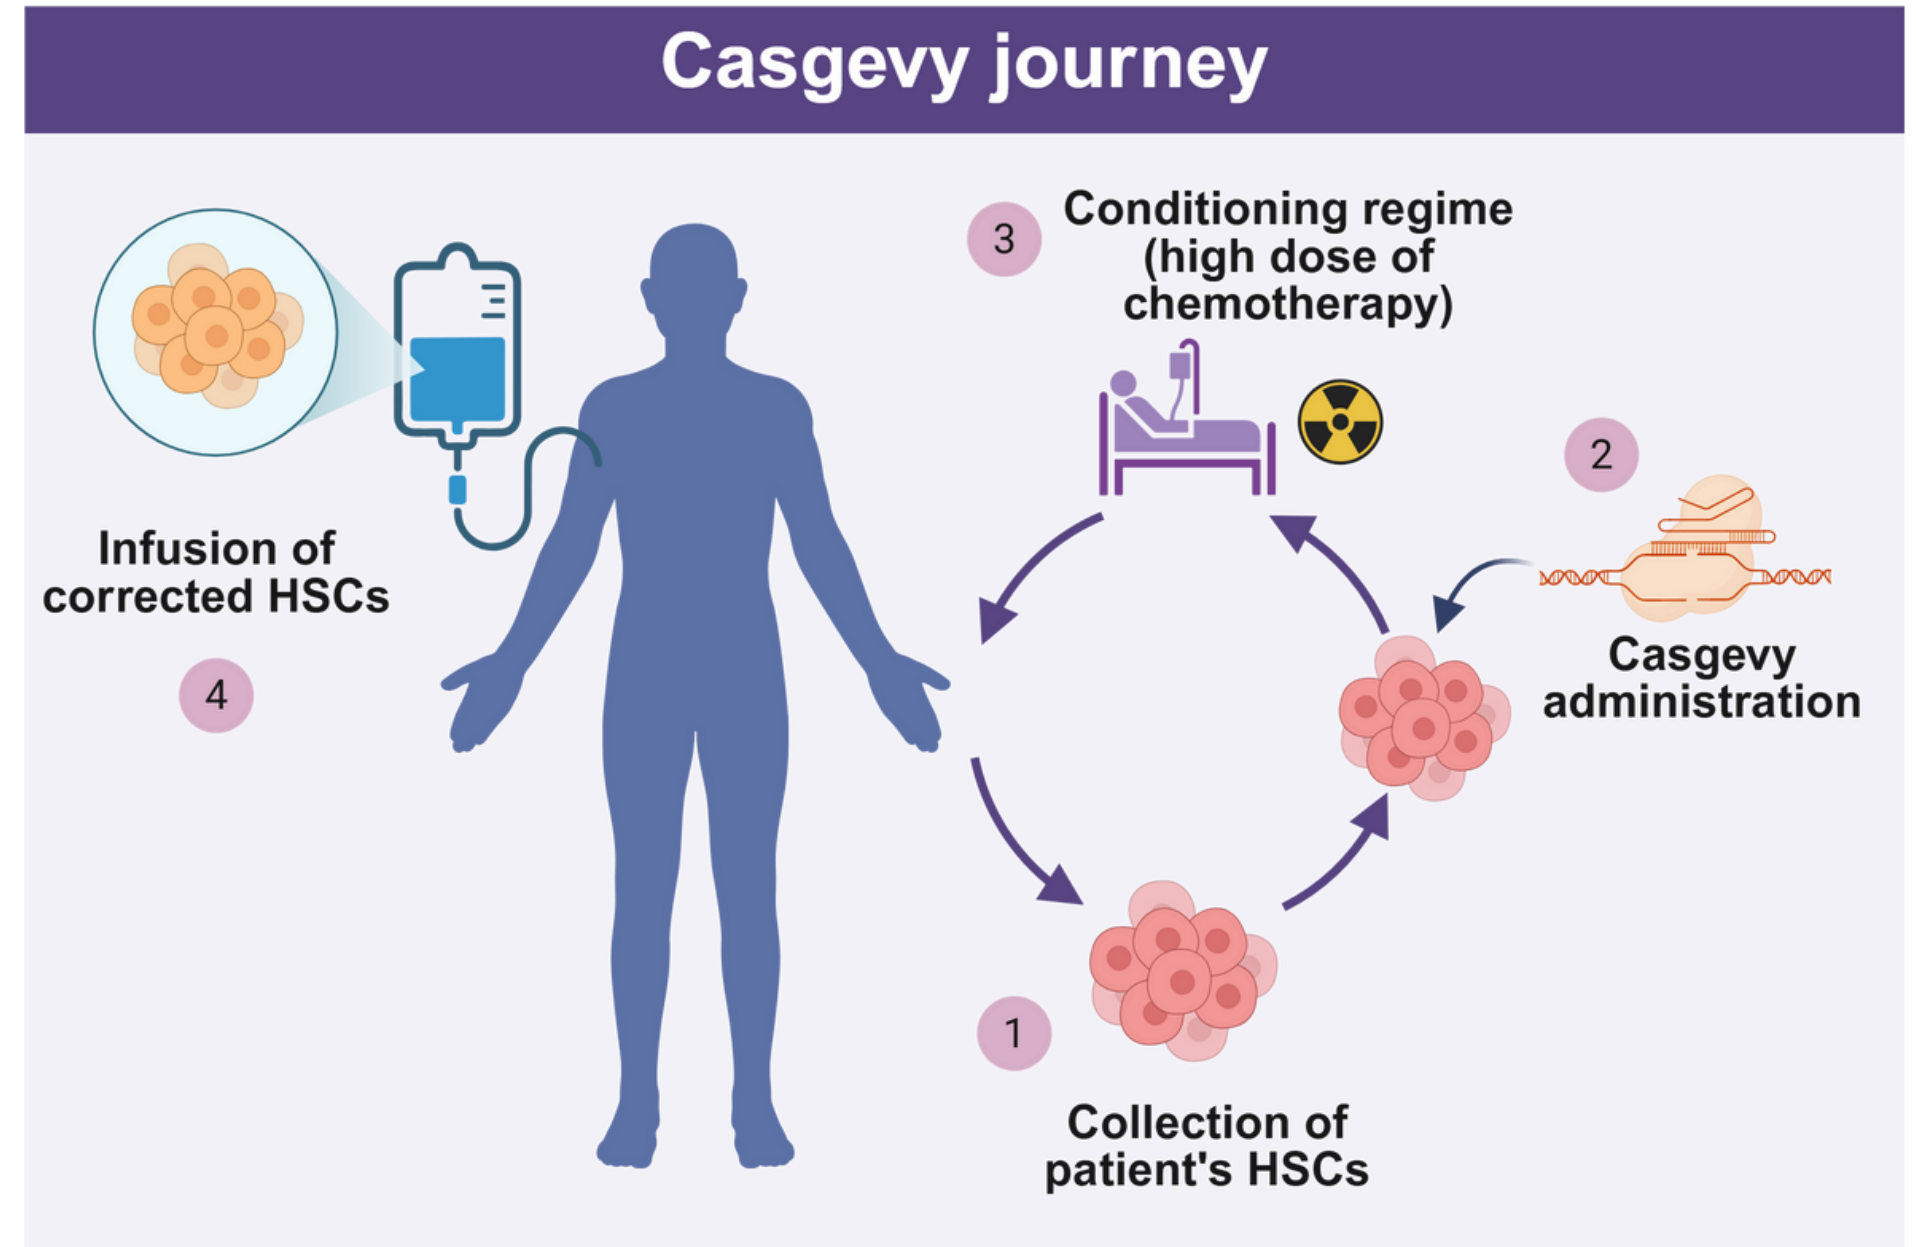 Casgevy journey
3
Conditioning regime
(high dose of
chemotherapy)
2
Casgevy
administration
Infusion of
corrected HSCs
4
1
Collection of
patient's HSCs